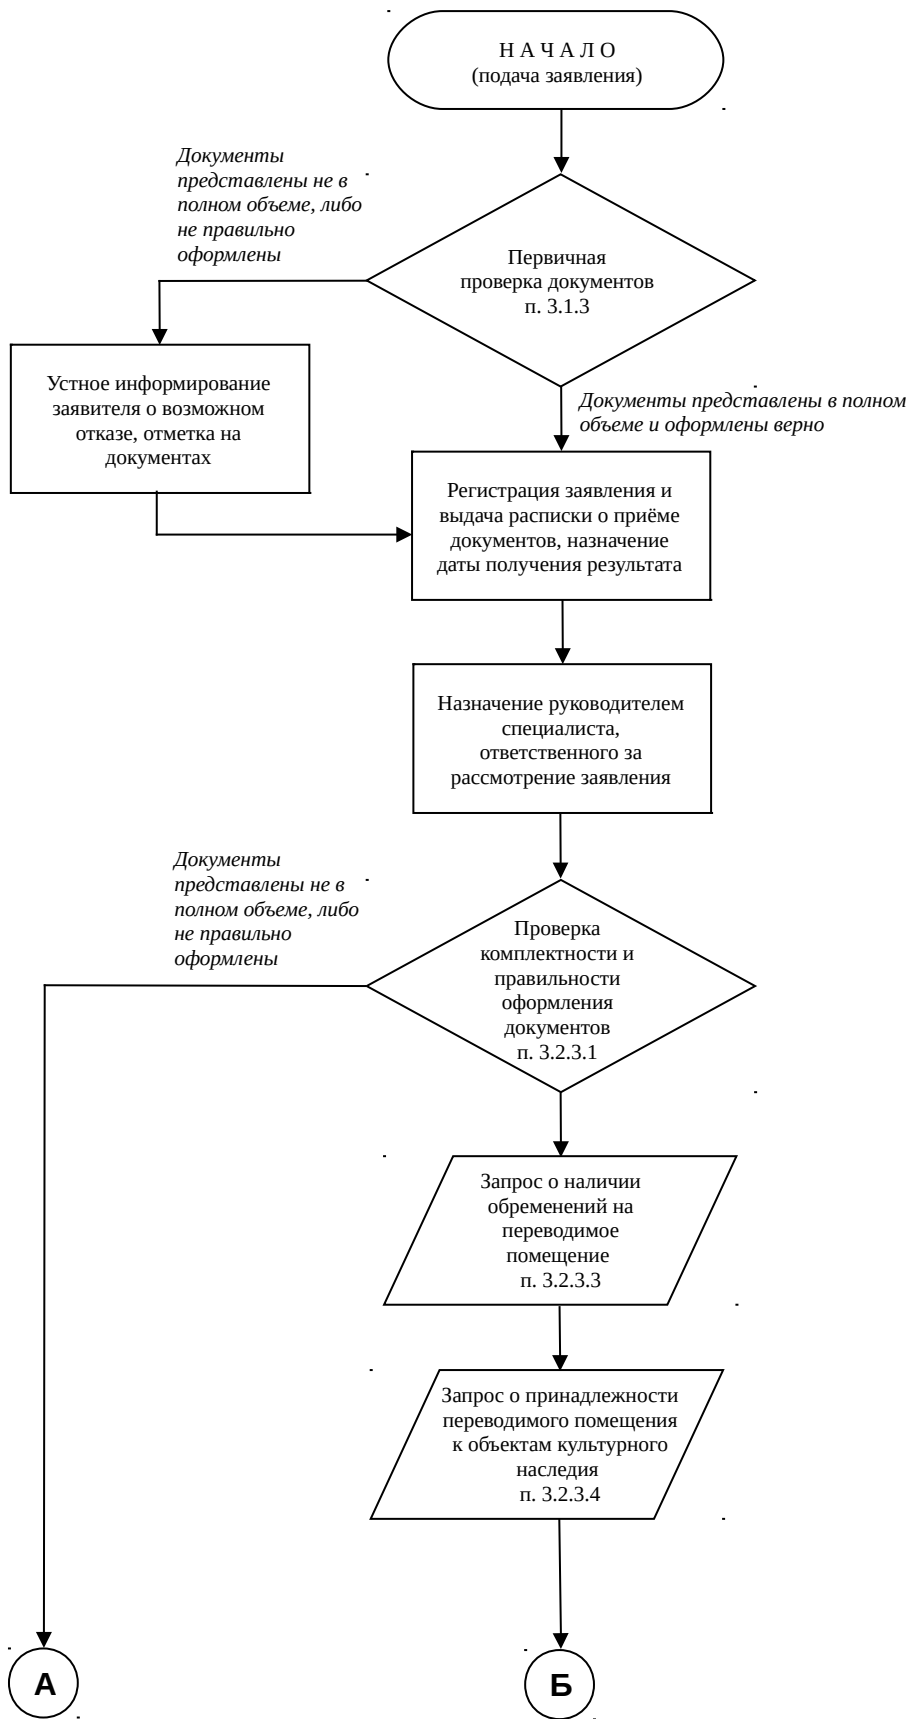 Н А Ч А Л О
(подача заявления)
Документы
представлены не в
полном объеме, либо
не правильно
оформлены
Первичная
проверка документов
п. 3.1.3
Устное информирование
заявителя о возможном
отказе, отметка на
документах
Документы представлены в полном
объеме и оформлены верно
Регистрация заявления и
выдача расписки о приёме
документов, назначение
даты получения результата
Назначение руководителем
специалиста,
ответственного за
рассмотрение заявления
Документы
представлены не в
полном объеме, либо
не правильно
оформлены
Проверка
комплектности и
правильности
оформления
документов
п. 3.2.3.1
Запрос о наличии
обременений на
переводимое
помещение
п. 3.2.3.3
Запрос о принадлежности
переводимого помещения
к объектам культурного
наследия
п. 3.2.3.4
А
Б